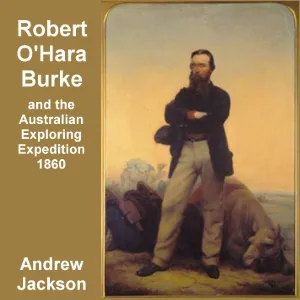 Robert
O'Hara
Burke
and the
Australian
Exploring
Expedition
1860
Andrew
Jackson